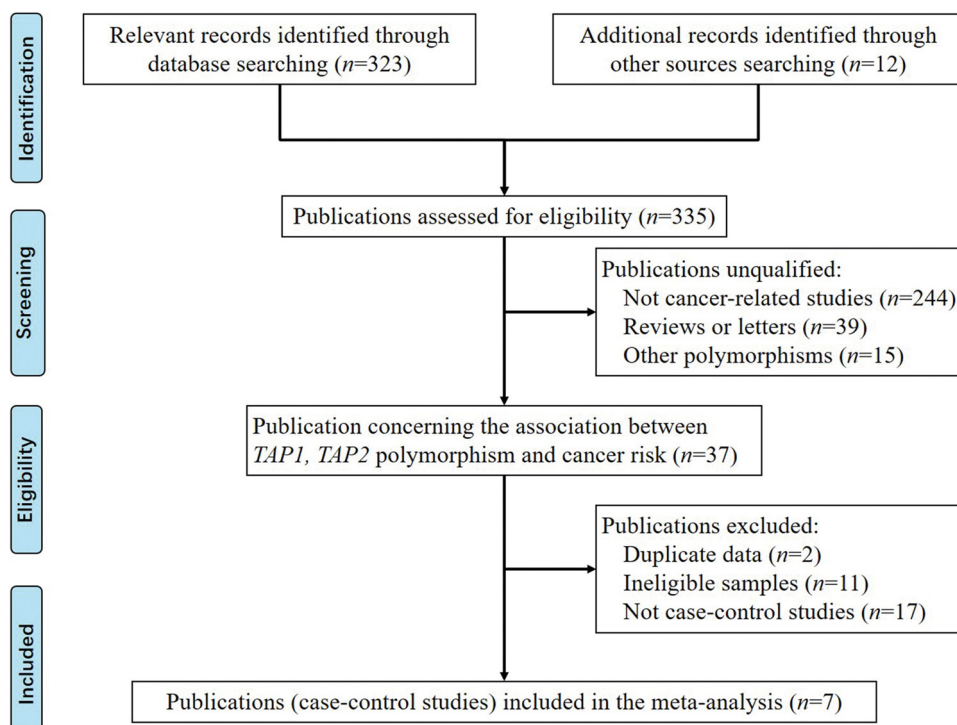 Identification
Relevant records identified through
database searching (n=323)
Additional records identified through
other sources searching (n=12)
Screening
Publications assessed for eligibility (n=335)
Publications unqualified:
Not cancer-related studies (n=244)
Reviews or letters (n=39)
Other polymorphisms (n=15)
Eligibility
Publication concerning the association between
TAP1, TAP2 polymorphism and cancer risk (n=37)
Publications excluded:
Duplicate data (n=2)
Ineligible samples (n=11)
Not case-control studies (n=17)
Included
Publications (case-control studies) included in the meta-analysis (n=7)